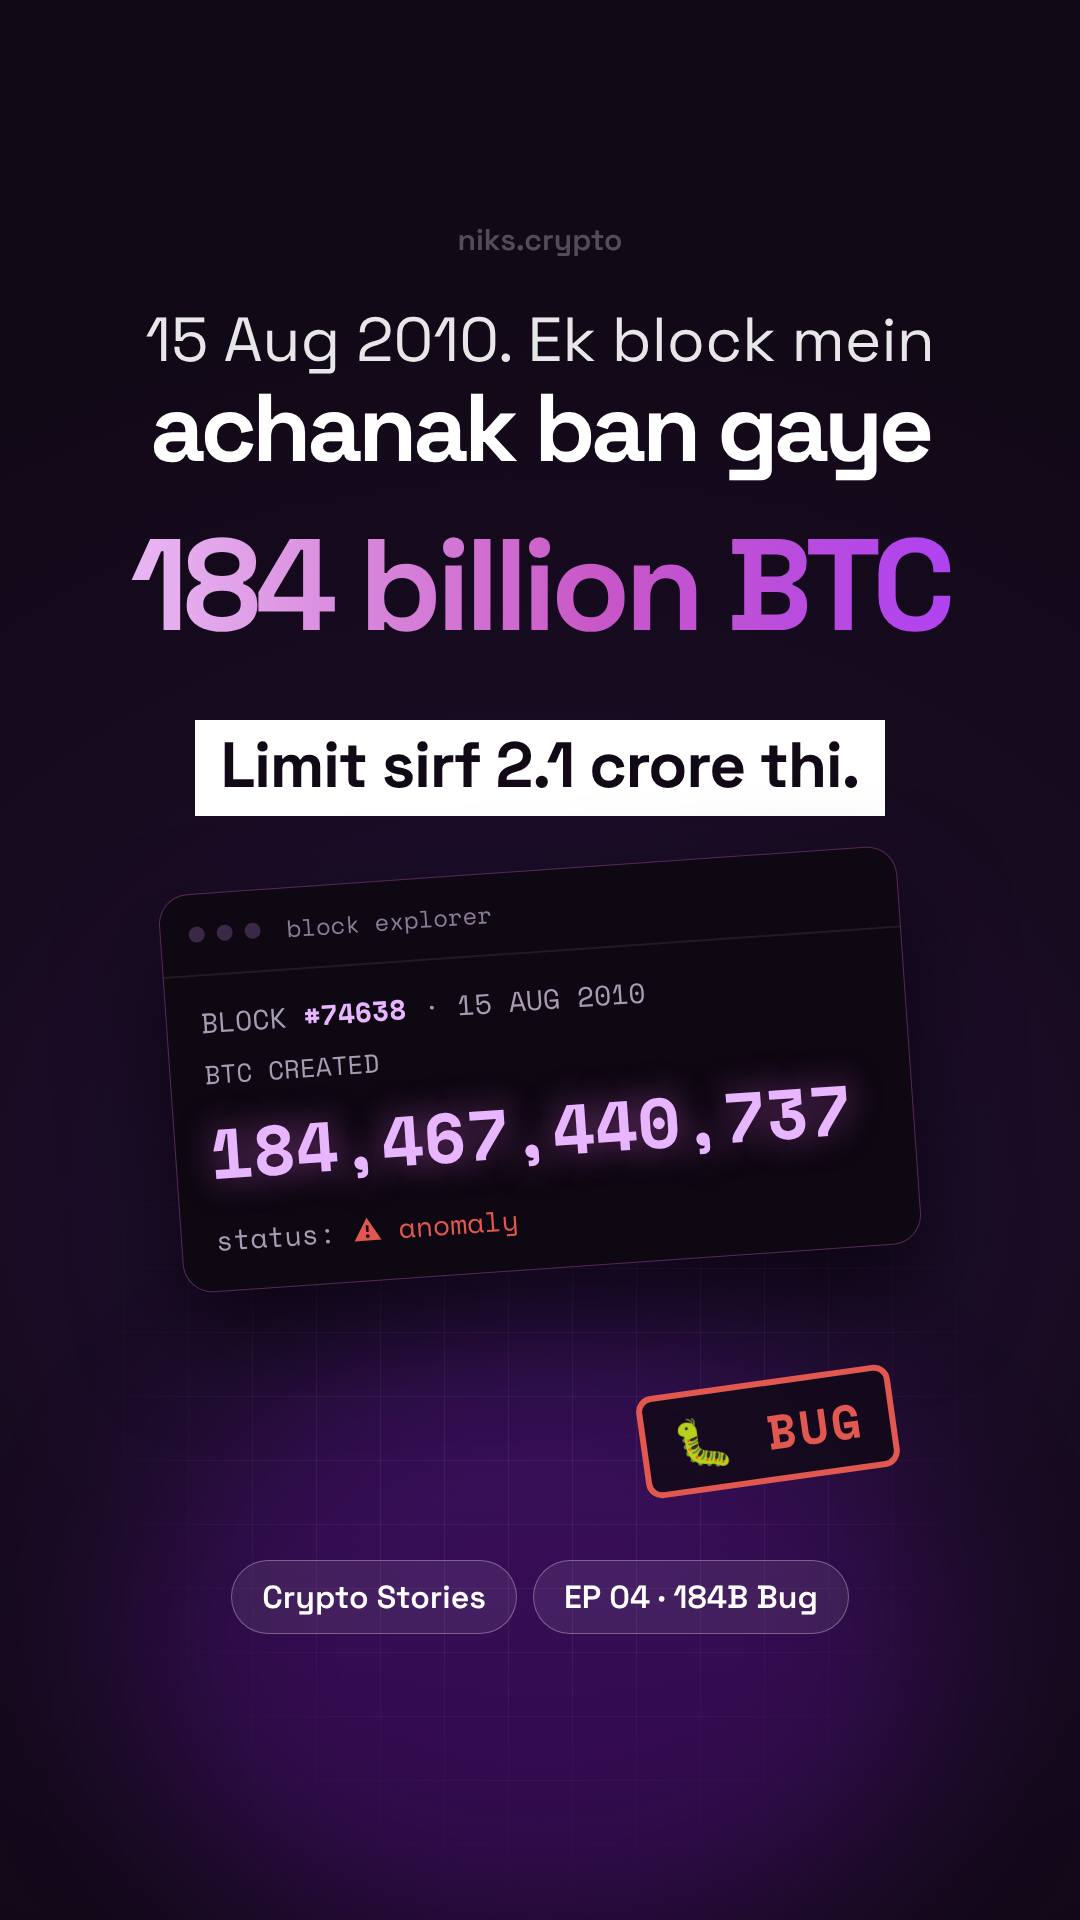 niks.crypto
15 Aug 2010. Ek block mein
achanak ban gaye
184 billion BTC
Limit sirf 2.1 crore thi.
block explorer
BLOCK #74638 · 15 AUG 2010
BTC CREATED
184,467,440,737
status: ⚠ anomaly
🐛 BUG
Crypto Stories
EP 04 · 184B Bug